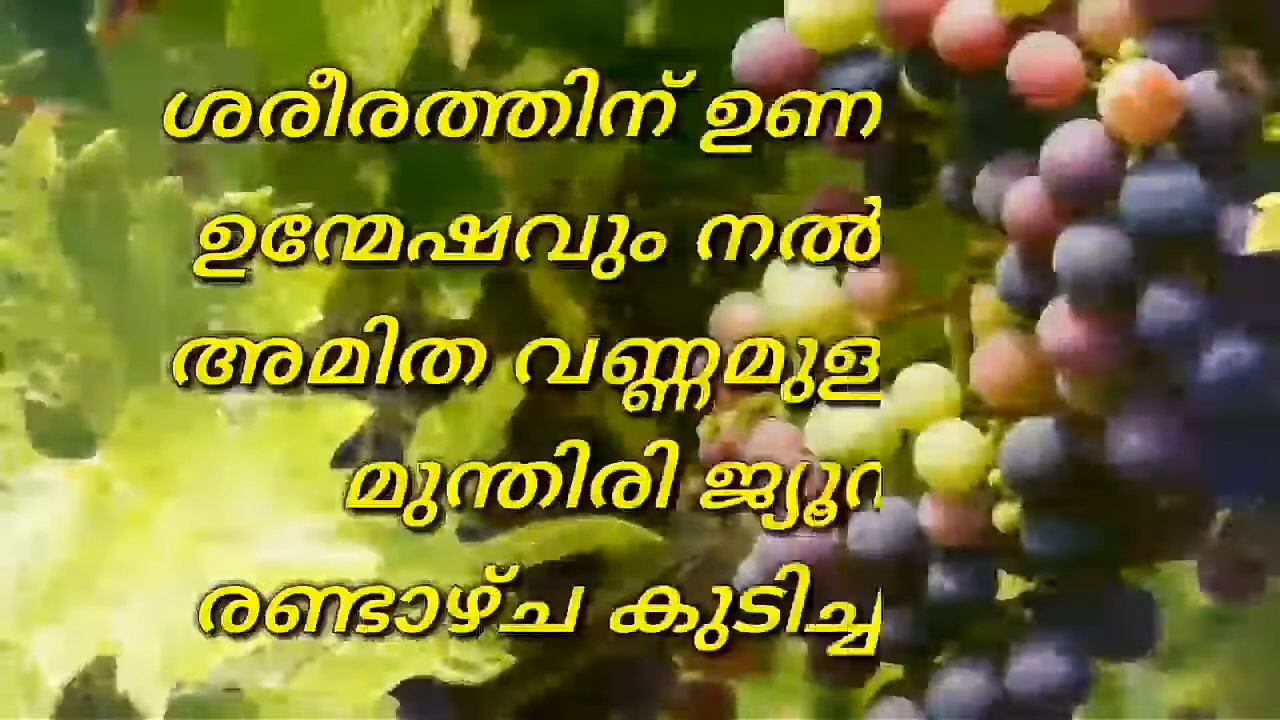 ശരീരത്തിന് ഉണ
ഉന്മേഷവും നൽ
അമിത വണ്ണമുള
മുന്തിരി ജ്യൂ
രണ്ടാഴ്ച കുടിച്ച